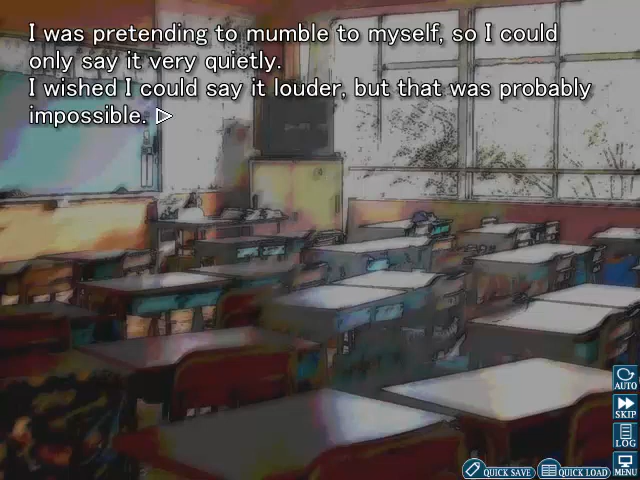 I was pretending to mumble to myself, so I could
only say it very quietly.
I wished I could say it louder, but that was probably
impossible.
AUTO
SKIP
LOG
MENU
QUICK SAVE
QUICK LOAD